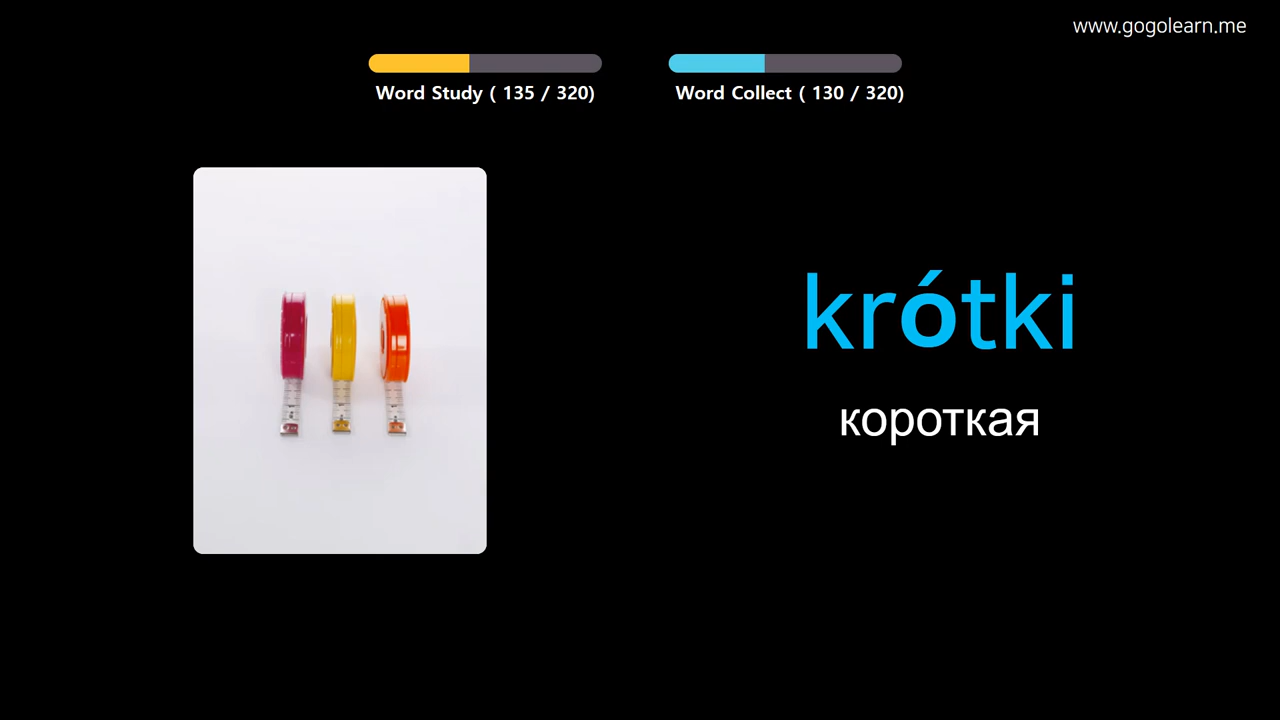 www.gogolearn.me
Word Study ( 135 / 320)
Word Collect ( 130 / 320)
krótki
короткая